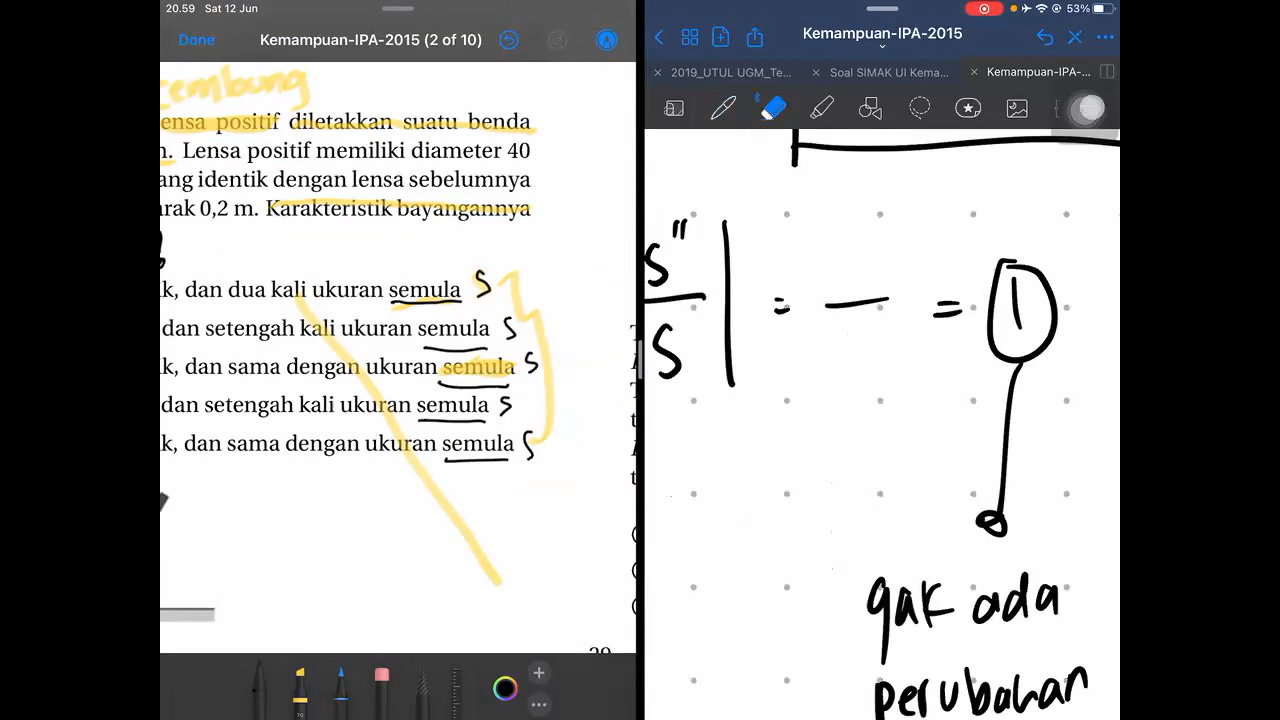 20.59 Sat 12 Jun
53%
Done
Kemampuan-IPA-2015 (2 of 10)
Kemampuan-IPA-2015
2019_UTUL UGM_Te...
Soal SIMAK UI Kema...
Kemampuan-IPA-...
cembung
ensa positif diletakkan suatu benda
n. Lensa positif memiliki diameter 40
ang identik dengan lensa sebelumnya
arak 0,2 m. Karakteristik bayangannya
k, dan dua kali ukuran semula S
dan setengah kali ukuran semula S
k, dan sama dengan ukuran semula S
dan setengah kali ukuran semula S
k, dan sama dengan ukuran semula S
S"
S
= — = 1
gak ada
perubahan